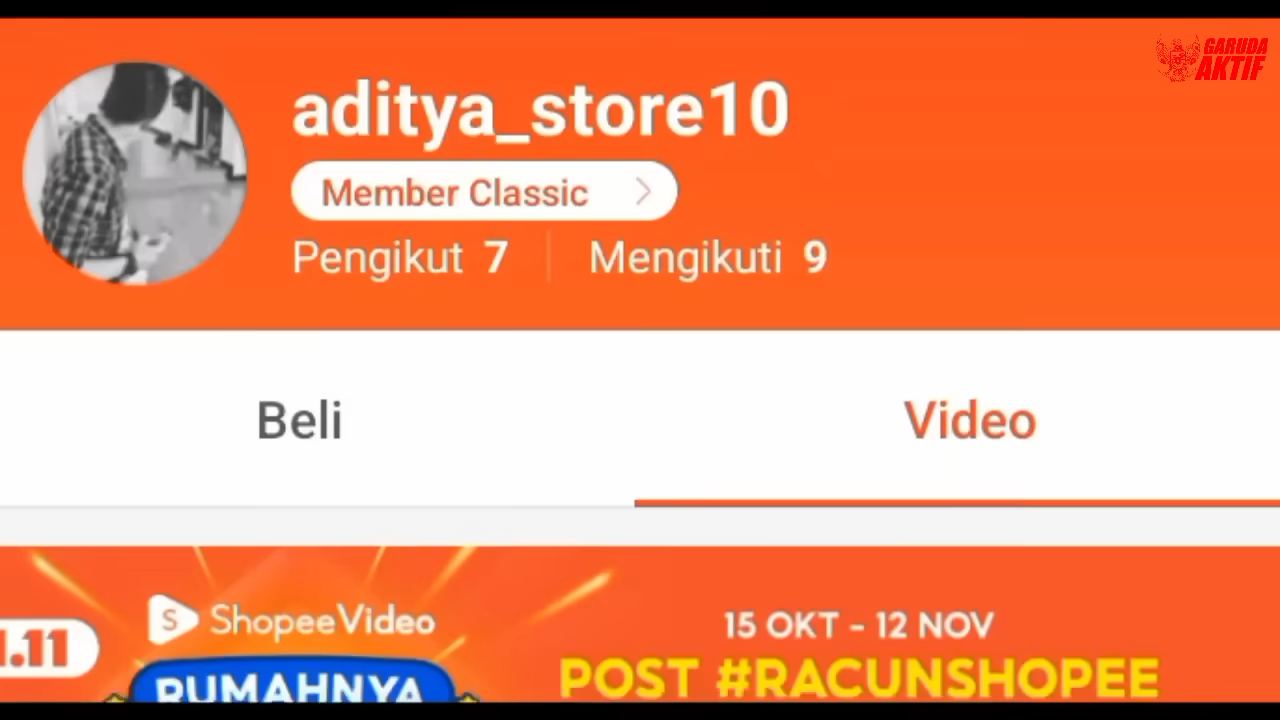 GARUDA
AKTIF
aditya_store10
Member Classic
Pengikut 7
Mengikuti 9
Beli
Video
1.11
S ShopeeVideo
RUMAHNYA
15 OKT - 12 NOV
POST #RACUNSHOPEE